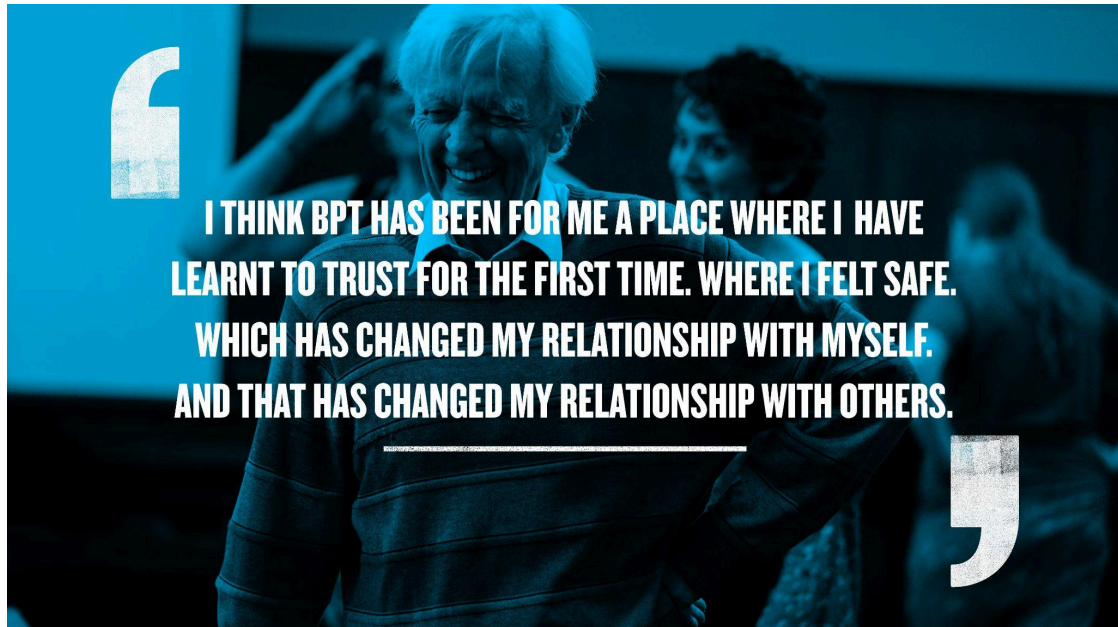 ‘
I THINK BPT HAS BEEN FOR ME A PLACE WHERE I HAVE
LEARNT TO TRUST FOR THE FIRST TIME. WHERE I FELT SAFE.
WHICH HAS CHANGED MY RELATIONSHIP WITH MYSELF.
AND THAT HAS CHANGED MY RELATIONSHIP WITH OTHERS.
’